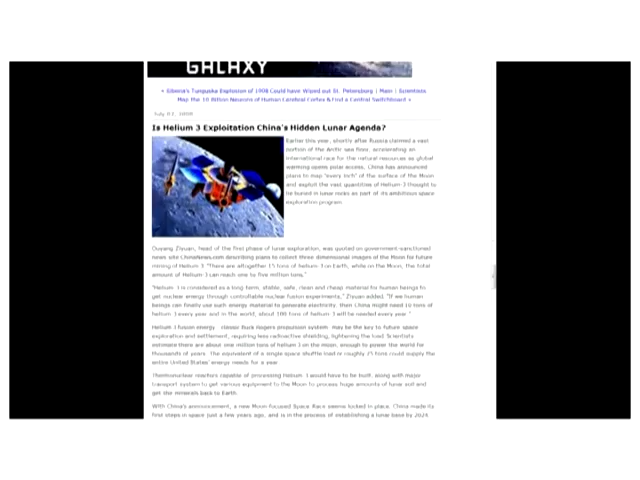 GALAXY
« Siberia's Tunguska Explosion of 1908 Could have Wiped out St. Petersburg | Main | Scientists
Map the 10 Billion Neurons of Human Cerebral Cortex & Find a Central Switchboard »
July 02, 2008
Is Helium 3 Exploitation China's Hidden Lunar Agenda?
Earlier this year, shortly after Russia claimed a vast
portion of the Arctic sea floor, accelerating an
international race for the natural resources as global
warming opens polar access, China has announced
plans to map "every inch" of the surface of the Moon
and exploit the vast quantities of Helium-3 thought to
lie buried in lunar rocks as part of its ambitious space
exploration program.
Ouyang Ziyuan, head of the first phase of lunar exploration, was quoted on government-sanctioned
news site ChinaNews.com describing plans to collect three dimensional images of the Moon for future
mining of Helium 3: "There are altogether 15 tons of helium-3 on Earth, while on the Moon, the total
amount of Helium-3 can reach one to five million tons."
"Helium-3 is considered as a long-term, stable, safe, clean and cheap material for human beings to
get nuclear energy through controllable nuclear fusion experiments," Ziyuan added. "If we human
beings can finally use such energy material to generate electricity, then China might need 10 tons of
helium-3 every year and in the world, about 100 tons of helium-3 will be needed every year."
Helium 3 fusion energy - classic Buck Rogers propulsion system- may be the key to future space
exploration and settlement, requiring less radioactive shielding, lightening the load. Scientists
estimate there are about one million tons of helium 3 on the moon, enough to power the world for
thousands of years. The equivalent of a single space shuttle load or roughly 25 tons could supply the
entire United States' energy needs for a year.
Thermonuclear reactors capable of processing Helium-3 would have to be built, along with major
transport system to get various equipment to the Moon to process huge amounts of lunar soil and
get the minerals back to Earth.
With China's announcement, a new Moon-focused Space Race seems locked in place. China made its
first steps in space just a few years ago, and is in the process of establishing a lunar base by 2024.